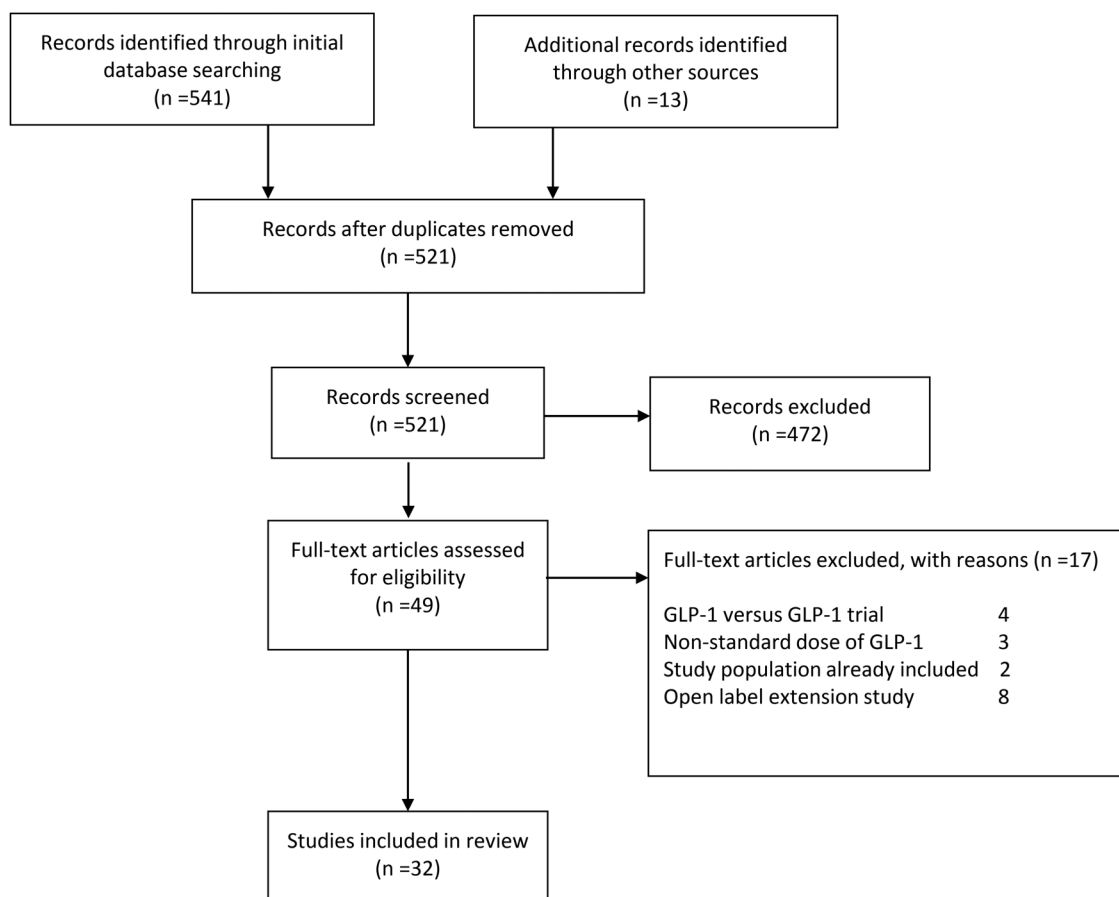 Records identified through initial
database searching
(n =541)
Additional records identified
through other sources
(n =13)
Records after duplicates removed
(n =521)
Records screened
(n =521)
Records excluded
(n =472)
Full-text articles assessed
for eligibility
(n =49)
Full-text articles excluded, with reasons (n =17)
GLP-1 versus GLP-1 trial 4
Non-standard dose of GLP-1 3
Study population already included 2
Open label extension study 8
Studies included in review
(n =32)